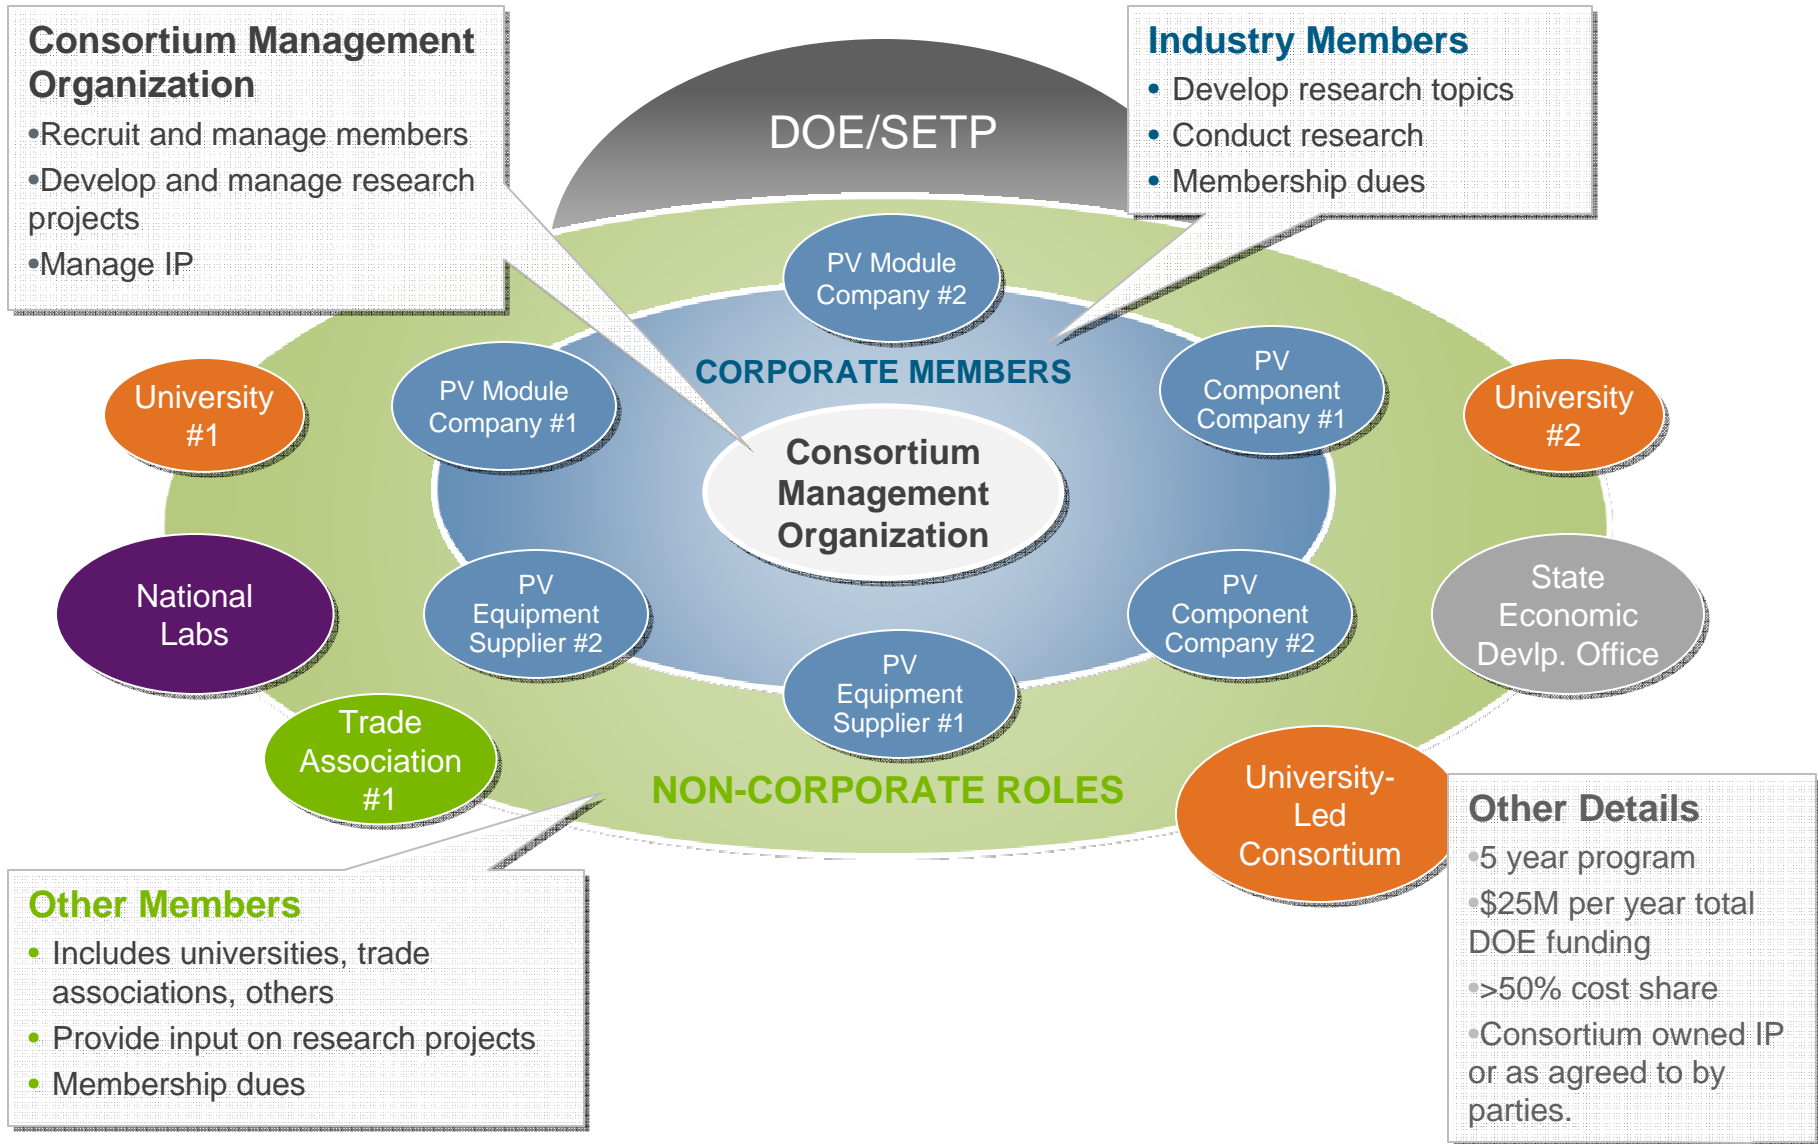 Consortium Management
Organization
•Recruit and manage members
•Develop and manage research
projects
•Manage IP
DOE/SETP
Industry Members
• Develop research topics
• Conduct research
• Membership dues
PV Module
Company #2
CORPORATE MEMBERS
University
#1
PV Module
Company #1
PV
Component
Company #1
University
#2
Consortium
Management
Organization
National
Labs
PV
Equipment
Supplier #2
PV
Component
Company #2
State
Economic
Devlp. Office
PV
Equipment
Supplier #1
Trade
Association
#1
NON-CORPORATE ROLES
University-
Led
Consortium
Other Members
• Includes universities, trade
associations, others
• Provide input on research projects
• Membership dues
Other Details
•5 year program
•$25M per year total
DOE funding
•>50% cost share
•Consortium owned IP
or as agreed to by
parties.